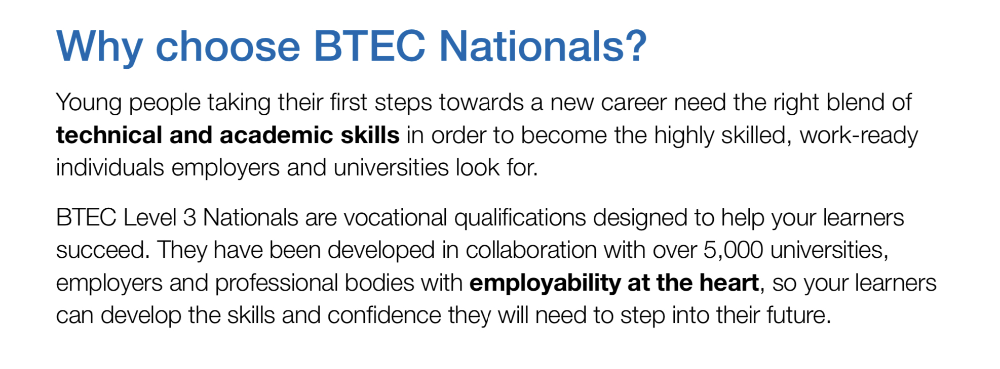 Why choose BTEC Nationals?
Young people taking their first steps towards a new career need the right blend of
technical and academic skills in order to become the highly skilled, work-ready
individuals employers and universities look for.
BTEC Level 3 Nationals are vocational qualifications designed to help your learners
succeed. They have been developed in collaboration with over 5,000 universities,
employers and professional bodies with employability at the heart, so your learners
can develop the skills and confidence they will need to step into their future.